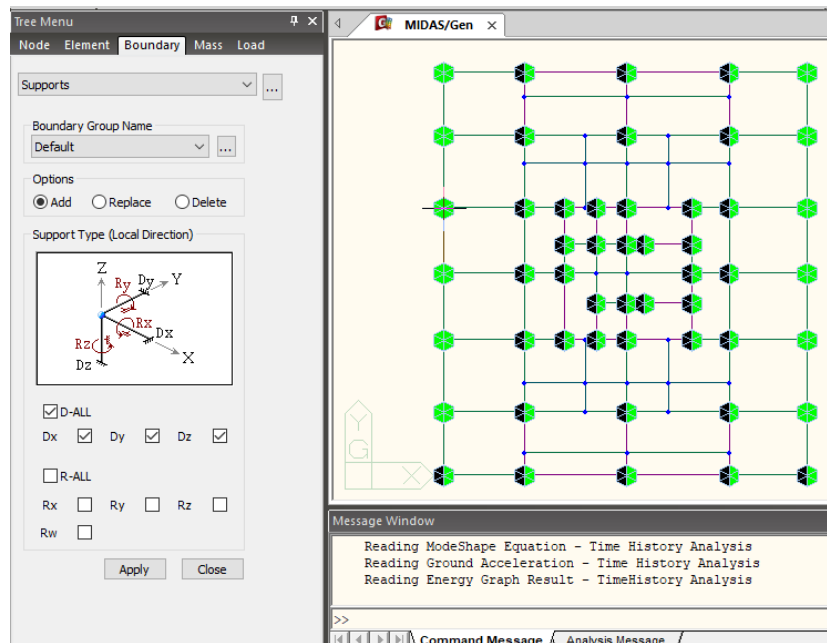 Tree Menu
Node Element Boundary Mass Load
Supports
...
Boundary Group Name
Default
...
Options
Add Replace Delete
Support Type (Local Direction)
Z
Ry Dy Y
Rx
Rz Dx
X
Dz
D-ALL
Dx Dy Dz
R-ALL
Rx Ry Rz
Rw
Apply Close
MIDAS/Gen
Y
G
X
Message Window
Reading ModeShape Equation - Time History Analysis
Reading Ground Acceleration - Time History Analysis
Reading Energy Graph Result - TimeHistory Analysis
>>
Command Message Analysis Message